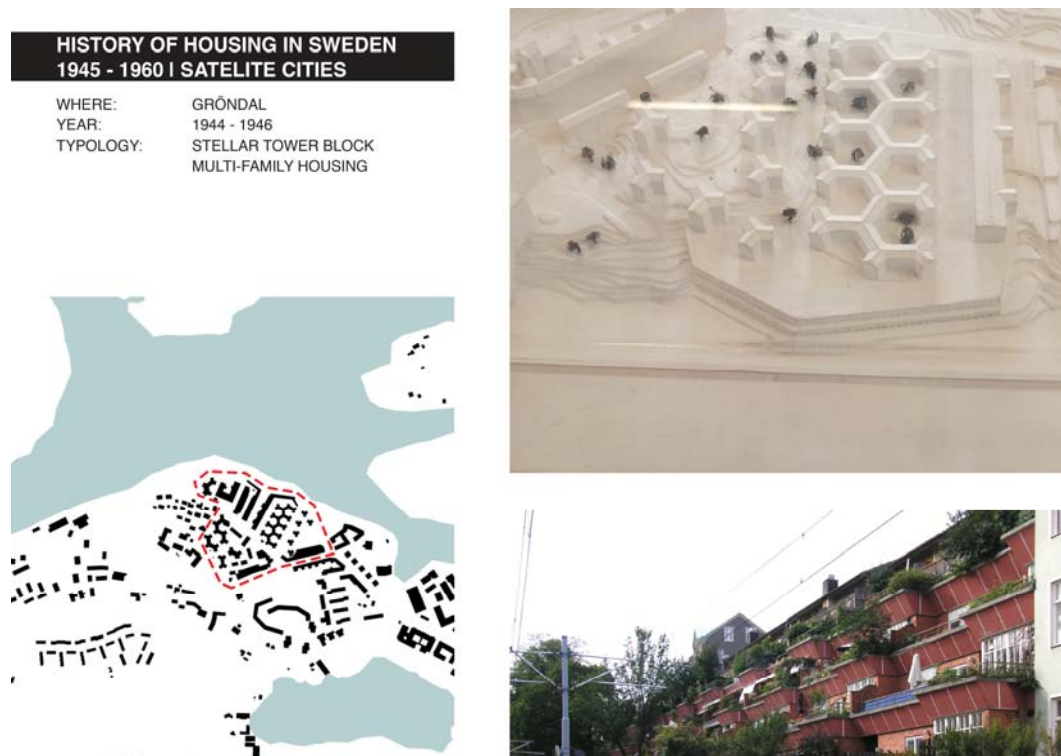 HISTORY OF HOUSING IN SWEDEN
1945 - 1960 I SATELITE CITIES
WHERE: GRÖNDAL
YEAR: 1944 - 1946
TYPOLOGY: STELLAR TOWER BLOCK
MULTI-FAMILY HOUSING